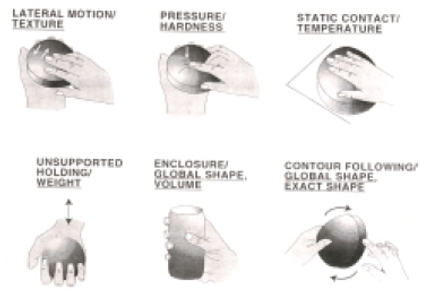 LATERAL MOTION/
TEXTURE
PRESSURE/
HARDNESS
STATIC CONTACT/
TEMPERATURE
UNSUPPORTED
HOLDING/
WEIGHT
ENCLOSURE/
GLOBAL SHAPE,
VOLUME
CONTOUR FOLLOWING/
GLOBAL SHAPE,
EXACT SHAPE